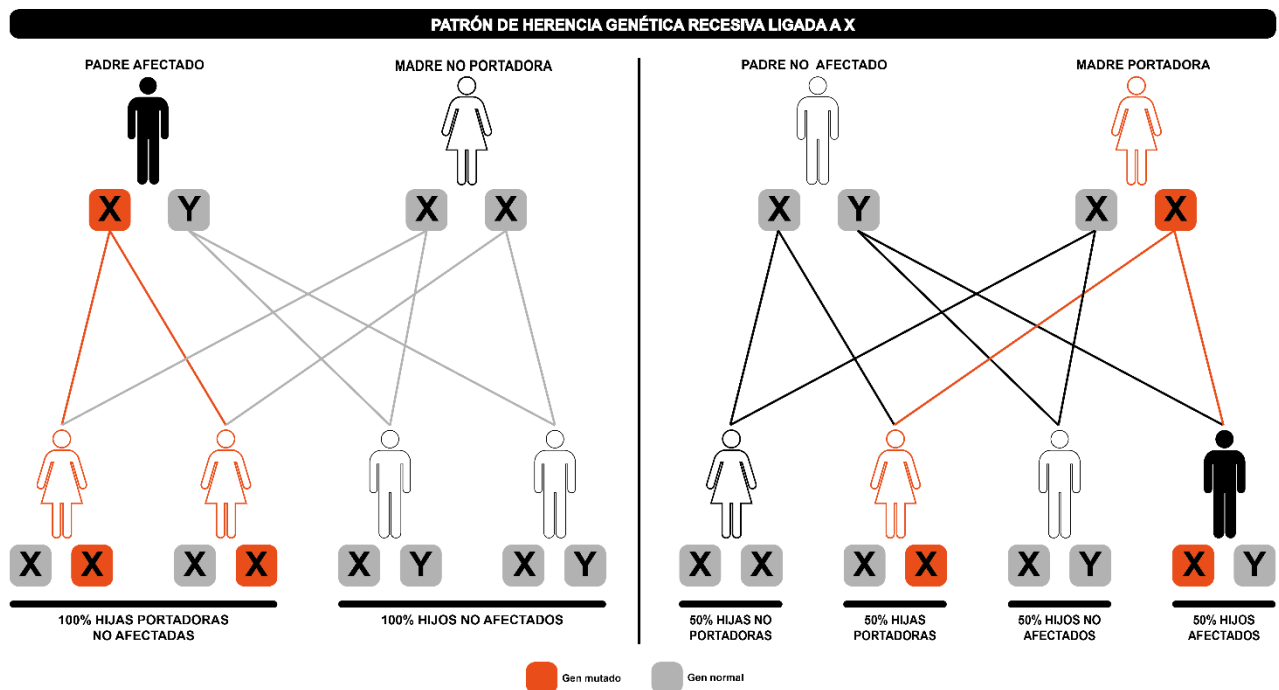 PATRÓN DE HERENCIA GENÉTICA RECESIVA LIGADA A X
PADRE AFECTADO
MADRE NO PORTADORA
X
Y
X
X
X
X
X
X
X
Y
X
Y
100% HIJAS PORTADORAS
NO AFECTADAS
100% HIJOS NO AFECTADOS
PADRE NO AFECTADO
MADRE PORTADORA
X
Y
X
X
X
X
X
X
X
Y
X
Y
50% HIJAS NO
PORTADORAS
50% HIJAS
PORTADORAS
50% HIJOS NO
AFECTADOS
50% HIJOS
AFECTADOS
Gen mutado
Gen normal